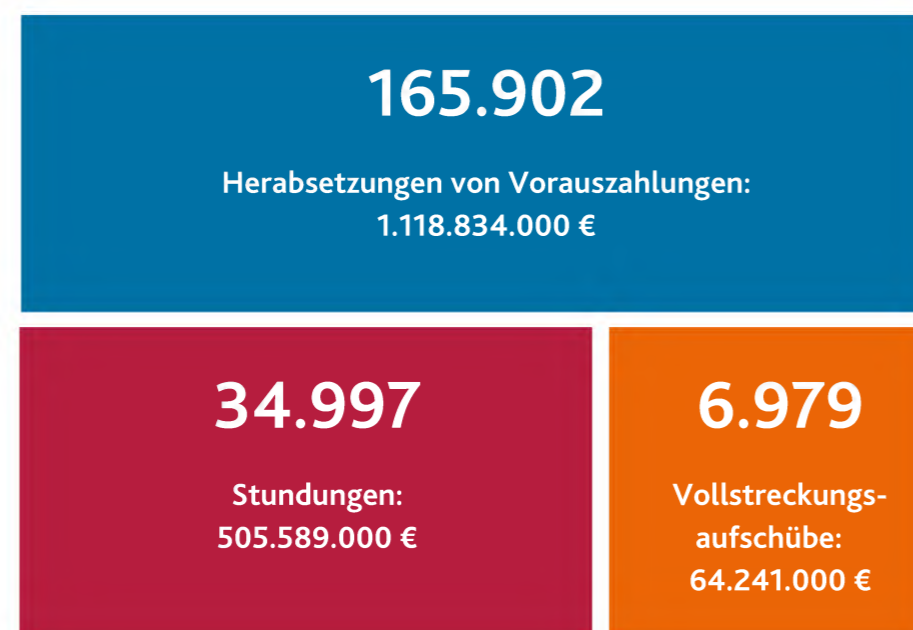 165.902
Herabsetzungen von Vorauszahlungen:
1.118.834.000 €
34.997
Stundungen:
505.589.000 €
6.979
Vollstreckungs-
aufschübe:
64.241.000 €